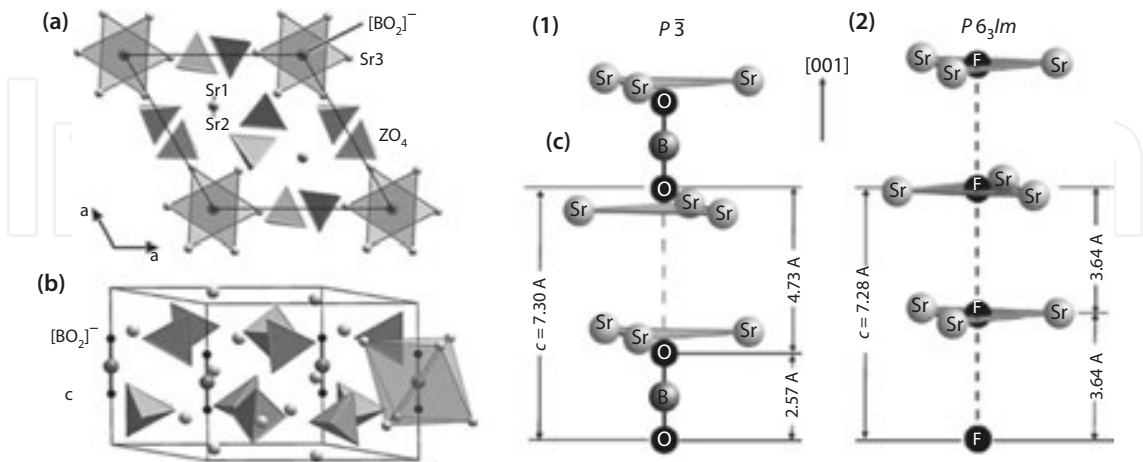 (a)
[BO₂]⁻
Sr3
Sr1
Sr2
ZO₄
a
a
(b)
[BO₂]⁻
c
(1)
P 3̅
[001]
Sr
Sr
Sr
O
(c)
B
O
Sr
Sr
Sr
Sr
Sr
Sr
O
B
O
c = 7.30 A
4.73 A
2.57 A
(2)
P 6₃lm
Sr
Sr
F
Sr
F
Sr
Sr
Sr
F
Sr
Sr
Sr
F
c = 7.28 A
3.64 A
3.64 A